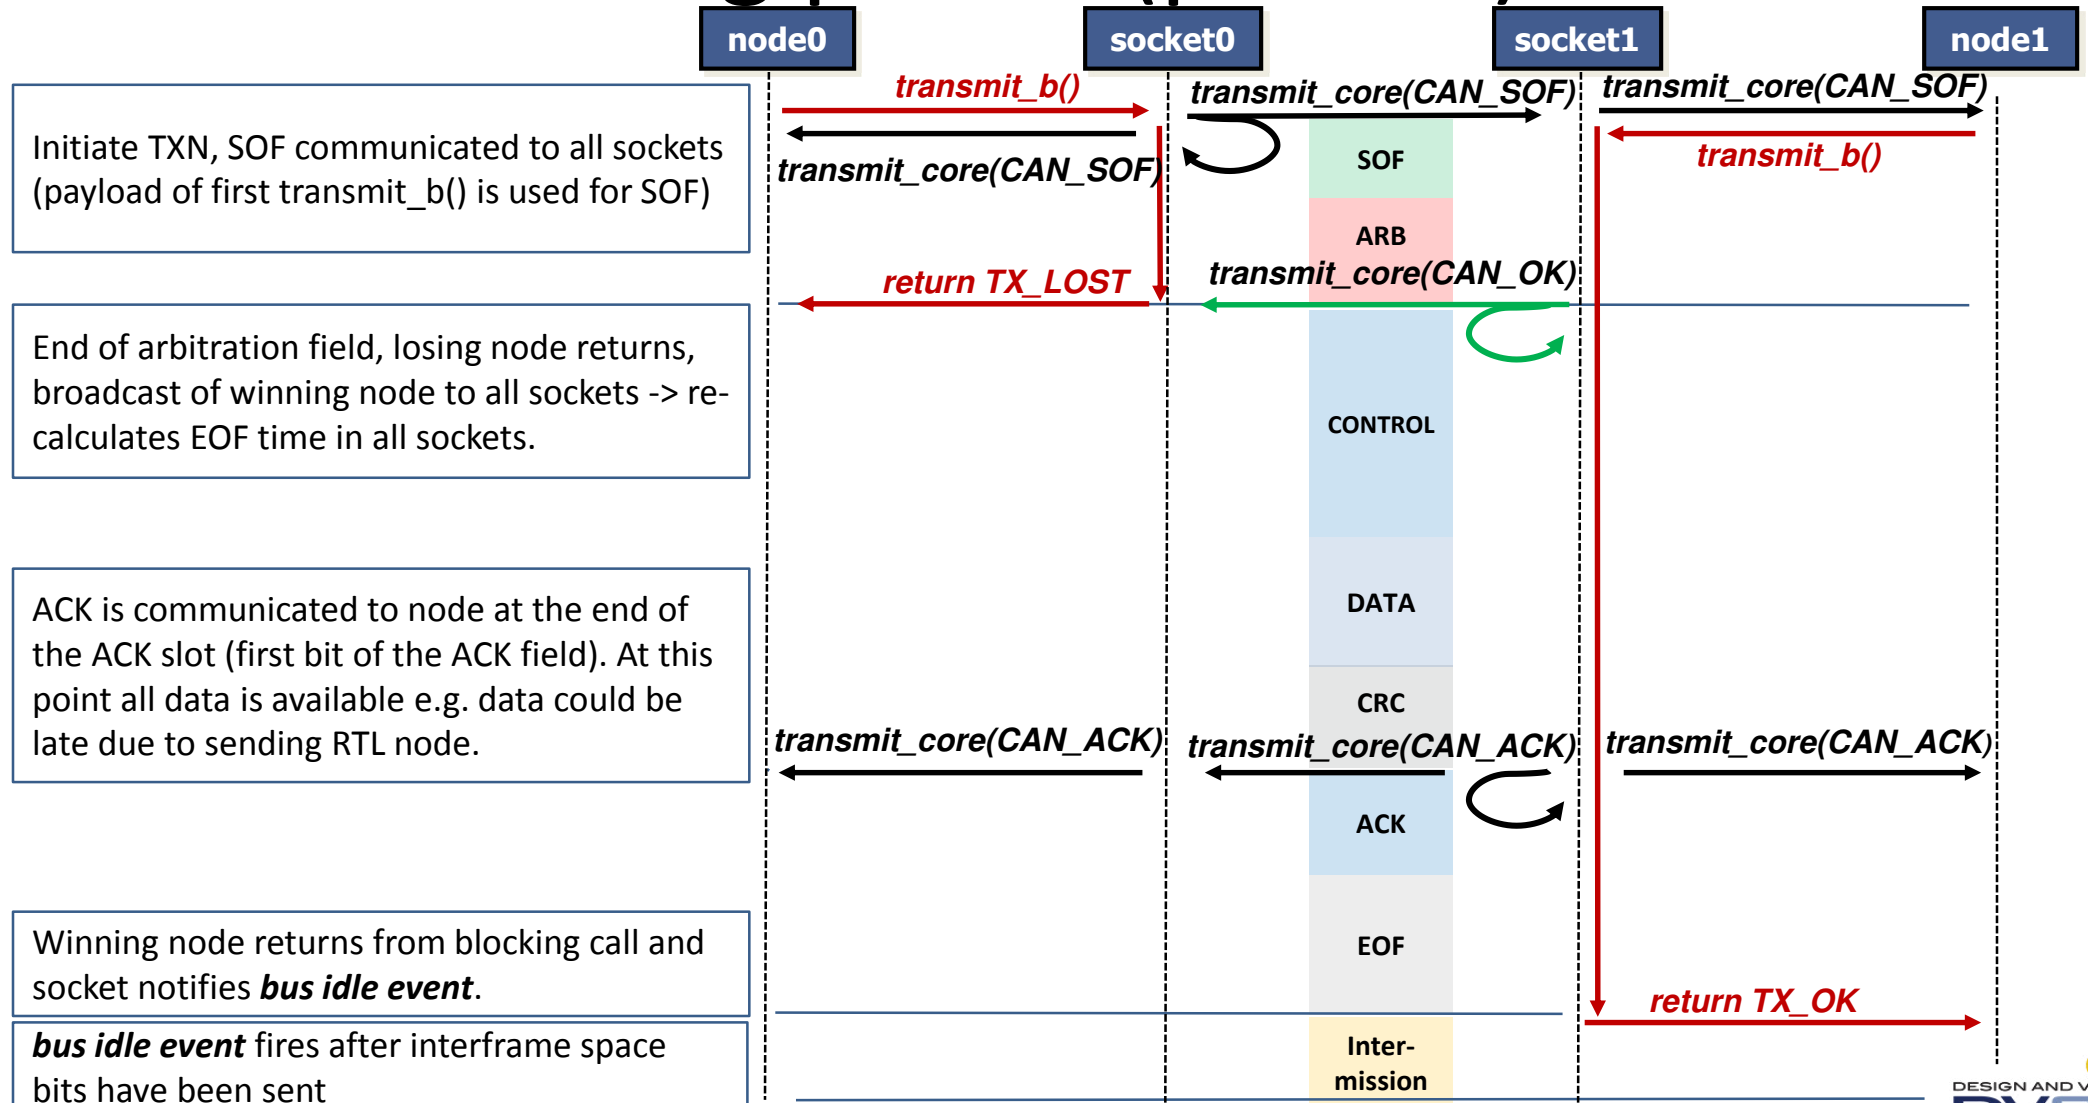 node0
socket0
socket1
node1
transmit_b()
transmit_core(CAN_SOF)
transmit_core(CAN_SOF)
transmit_core(CAN_SOF)
transmit_b()
Initiate TXN, SOF communicated to all sockets
(payload of first transmit_b() is used for SOF)
SOF
ARB
return TX_LOST
transmit_core(CAN_OK)
End of arbitration field, losing node returns,
broadcast of winning node to all sockets -> re-
calculates EOF time in all sockets.
CONTROL
DATA
ACK is communicated to node at the end of
the ACK slot (first bit of the ACK field). At this
point all data is available e.g. data could be
late due to sending RTL node.
CRC
transmit_core(CAN_ACK)
transmit_core(CAN_ACK)
transmit_core(CAN_ACK)
ACK
Winning node returns from blocking call and
socket notifies bus idle event.
EOF
return TX_OK
bus idle event fires after interframe space
bits have been sent
Inter-
mission
DESIGN AND V